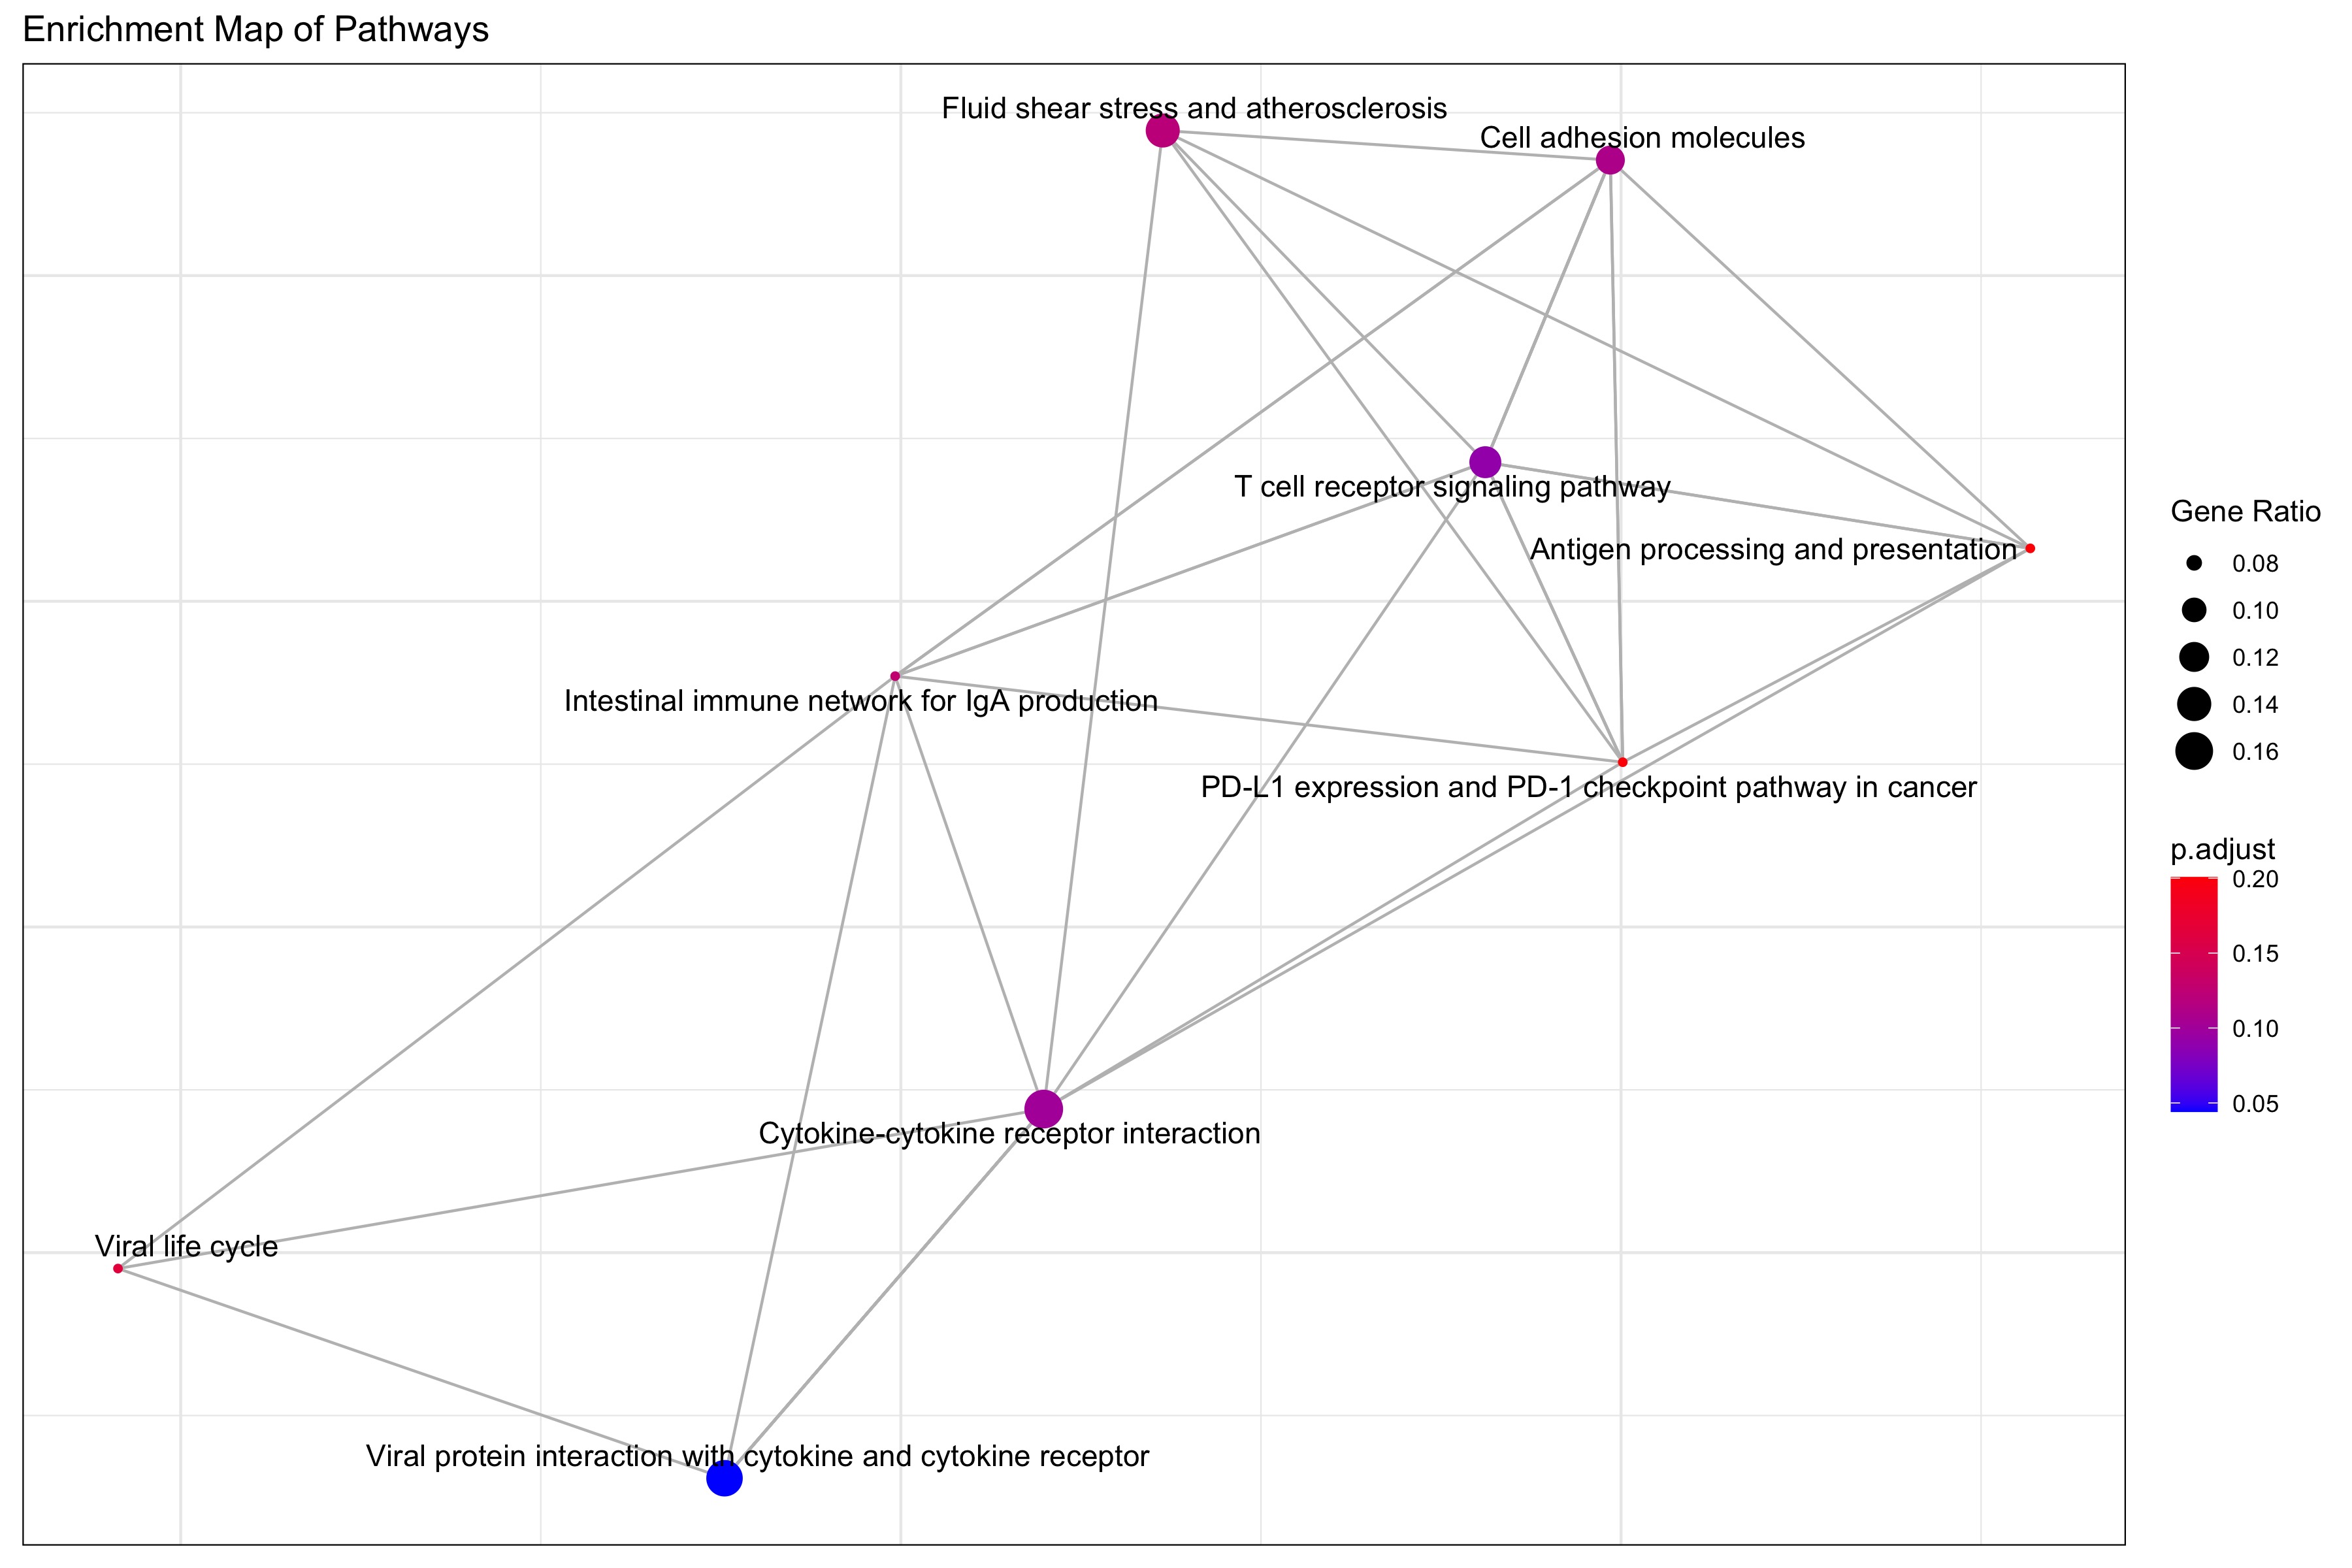 Enrichment Map of Pathways
Fluid shear stress and atherosclerosis
Cell adhesion molecules
T cell receptor signaling pathway
Antigen processing and presentation
Intestinal immune network for IgA production
PD-L1 expression and PD-1 checkpoint pathway in cancer
Cytokine-cytokine receptor interaction
Viral life cycle
Viral protein interaction with cytokine and cytokine receptor
Gene Ratio
0.08
0.10
0.12
0.14
0.16
p.adjust
0.20
0.15
0.10
0.05